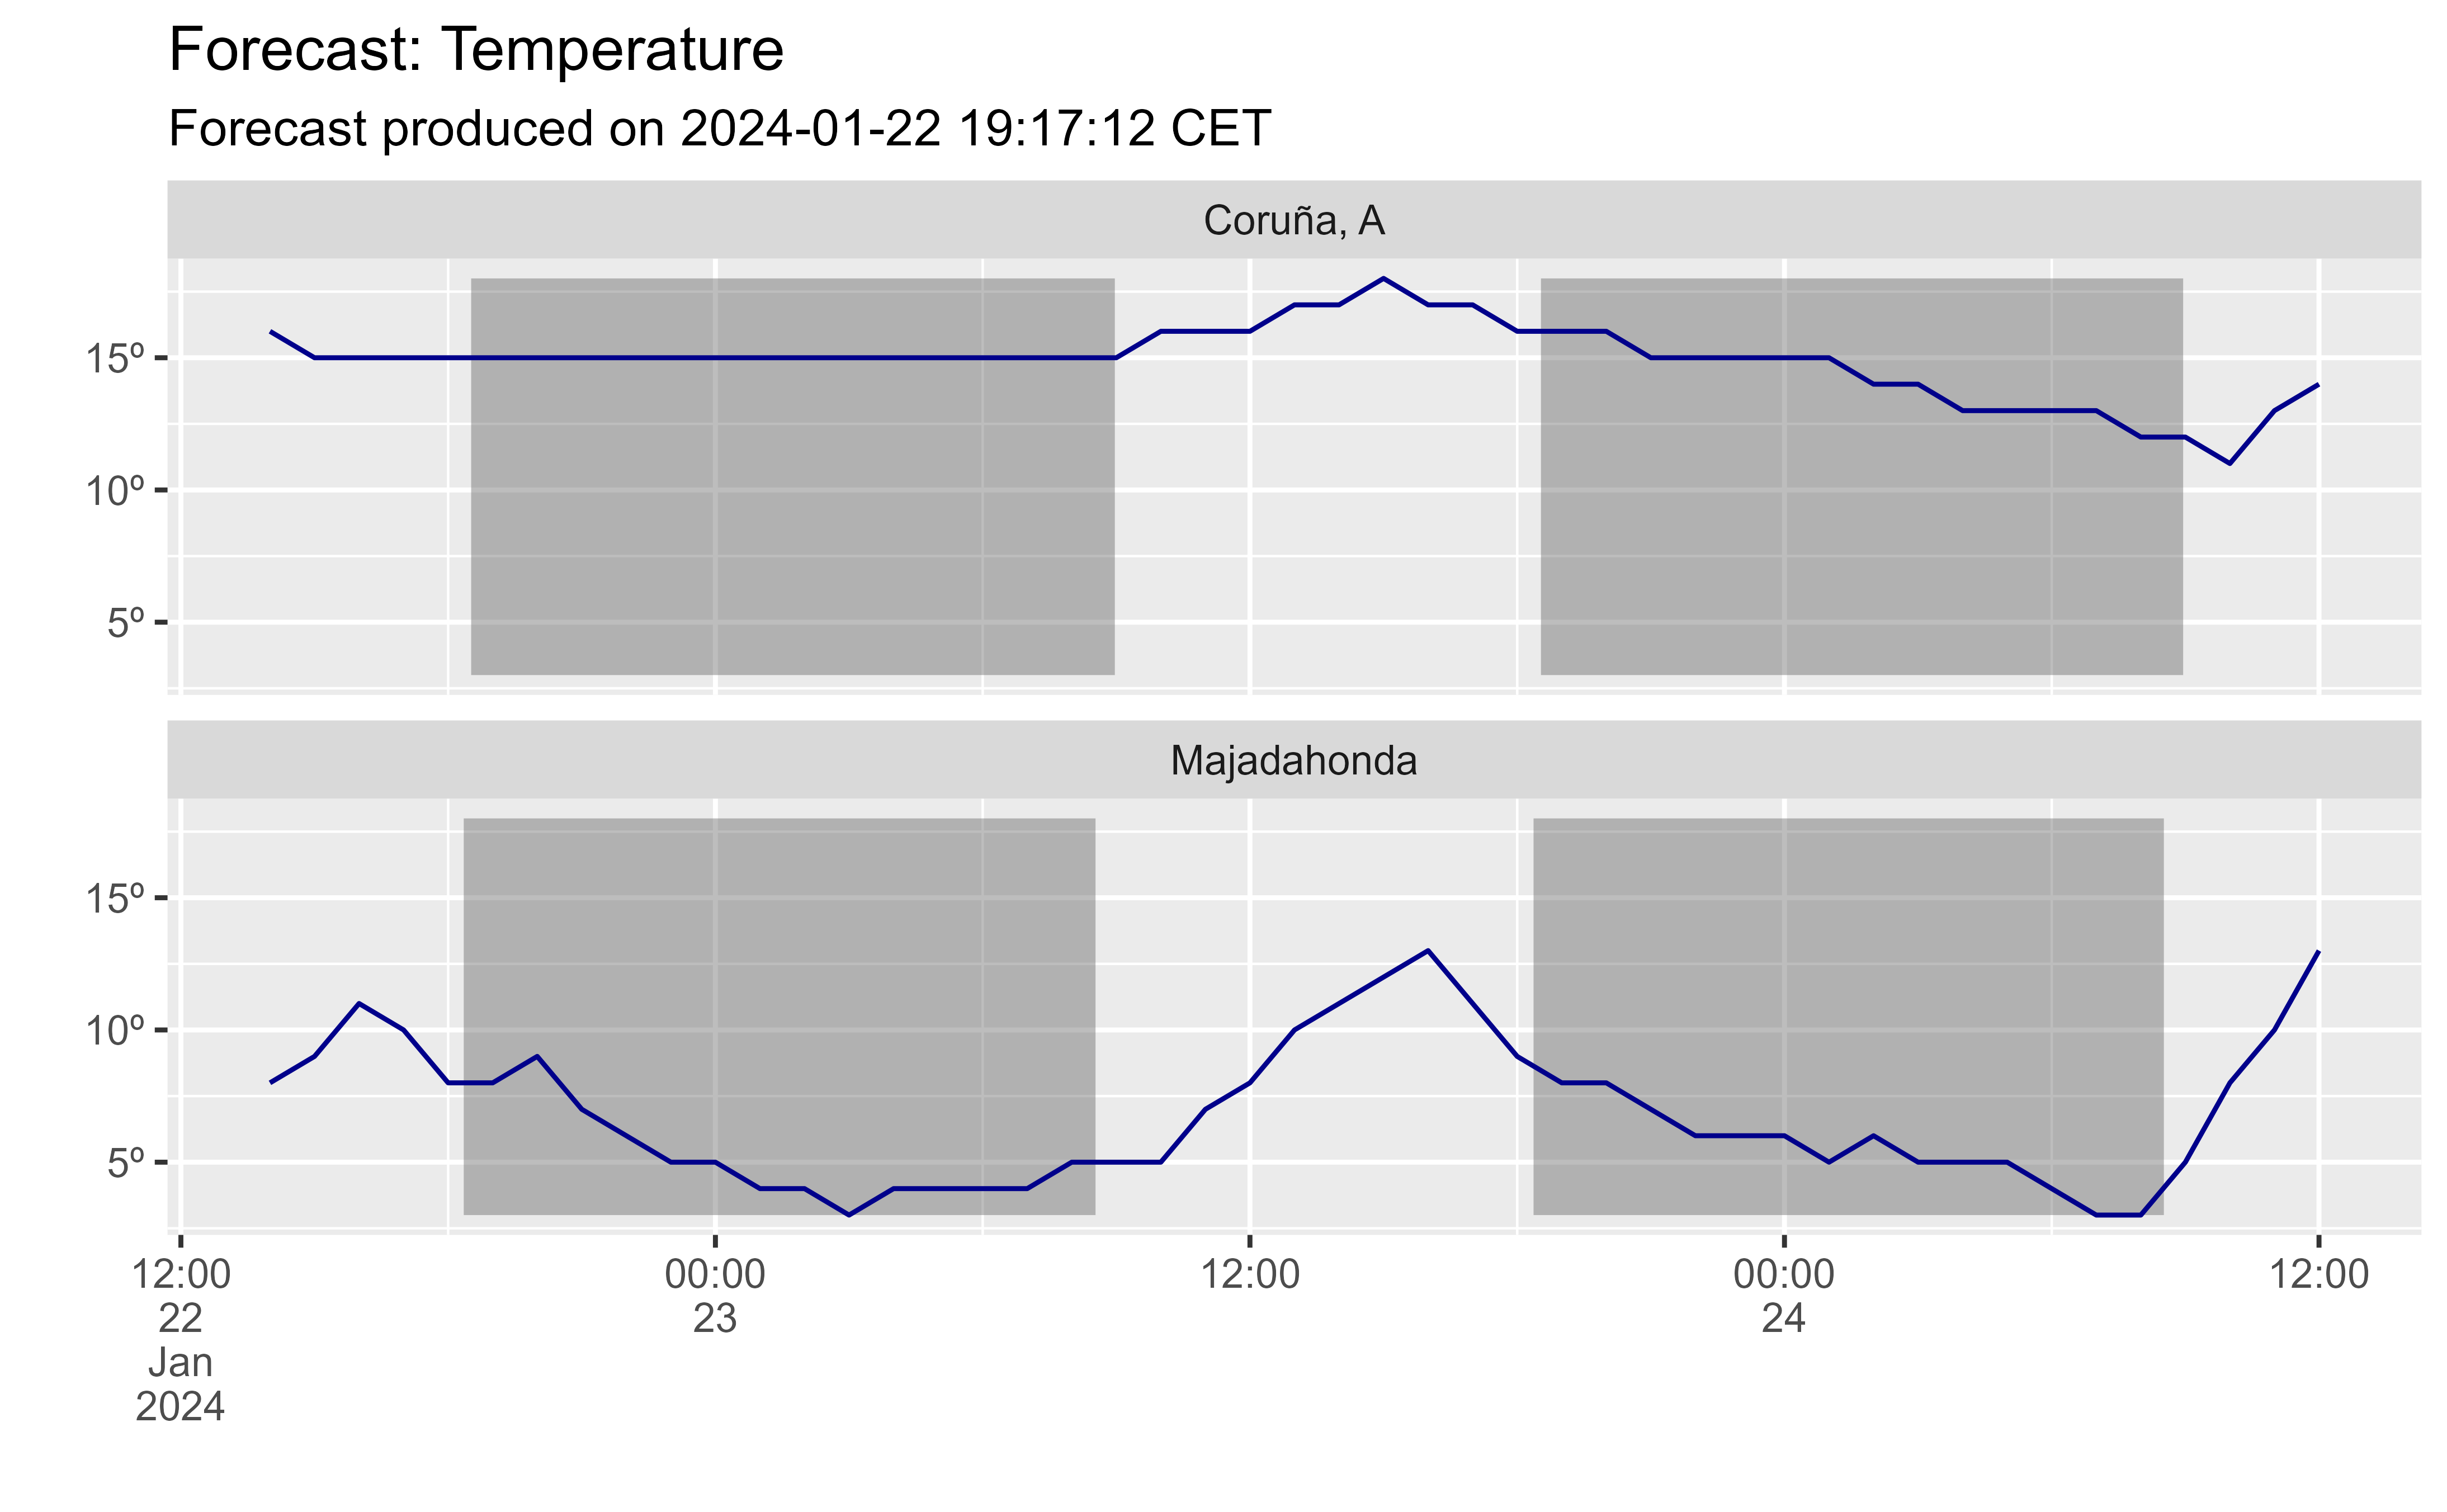 Forecast: Temperature
Forecast produced on 2024-01-22 19:17:12 CET
Coruña, A
15º
10º
5º
Majadahonda
15º
10º
5º
12:00 00:00 12:00 00:00 12:00
22 23 24
Jan
2024